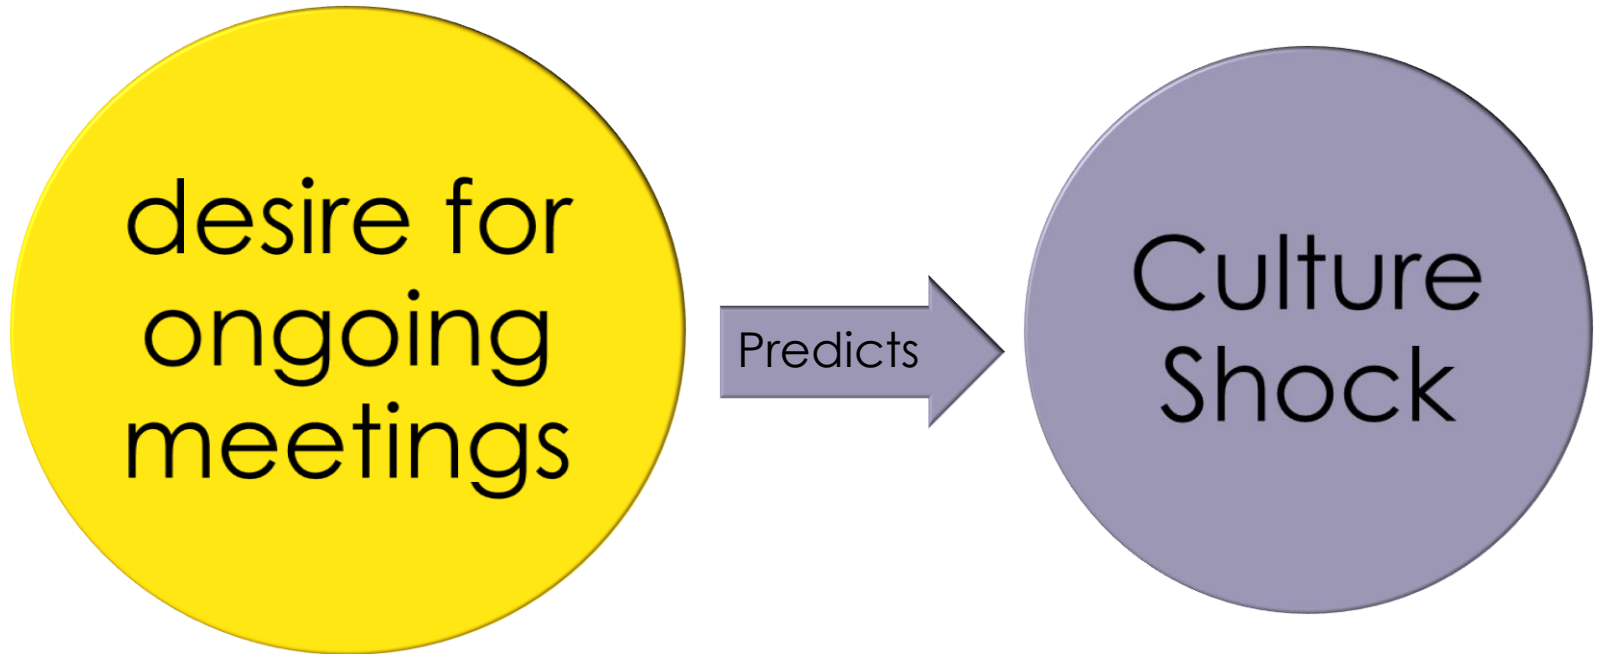 desire for
ongoing
meetings
Predicts
Culture
Shock